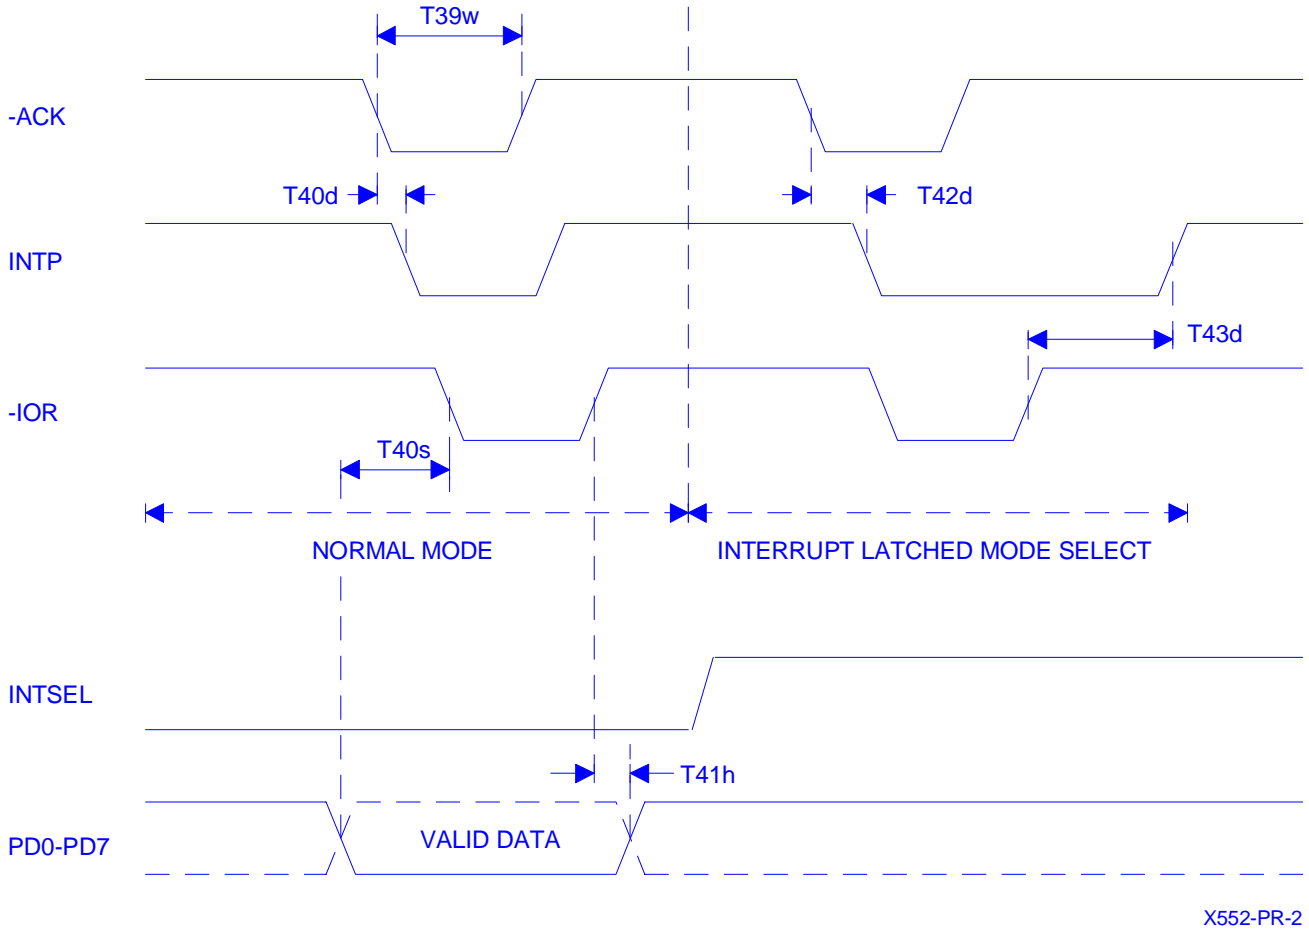 T39w
-ACK
T40d
T42d
INTP
T43d
-IOR
T40s
NORMAL MODE
INTERRUPT LATCHED MODE SELECT
INTSEL
T41h
PD0-PD7
VALID DATA
X552-PR-2